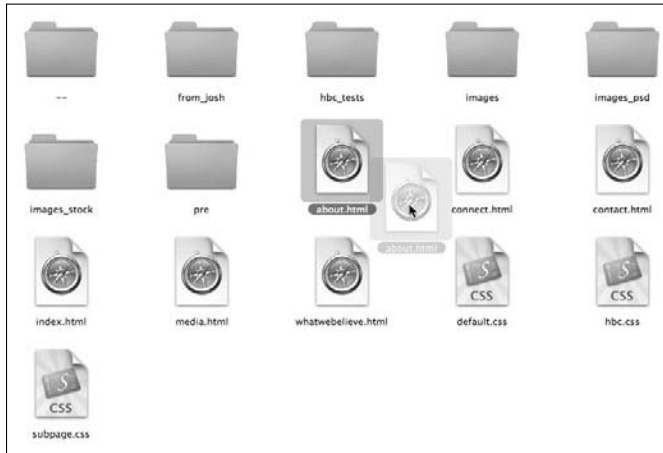 --
from_josh
hbc_tests
images
images_psd
images_stock
pre
about.html
connect.html
contact.html
about.html
index.html
media.html
whatwebelieve.html
CSS
default.css
CSS
hbc.css
CSS
subpage.css